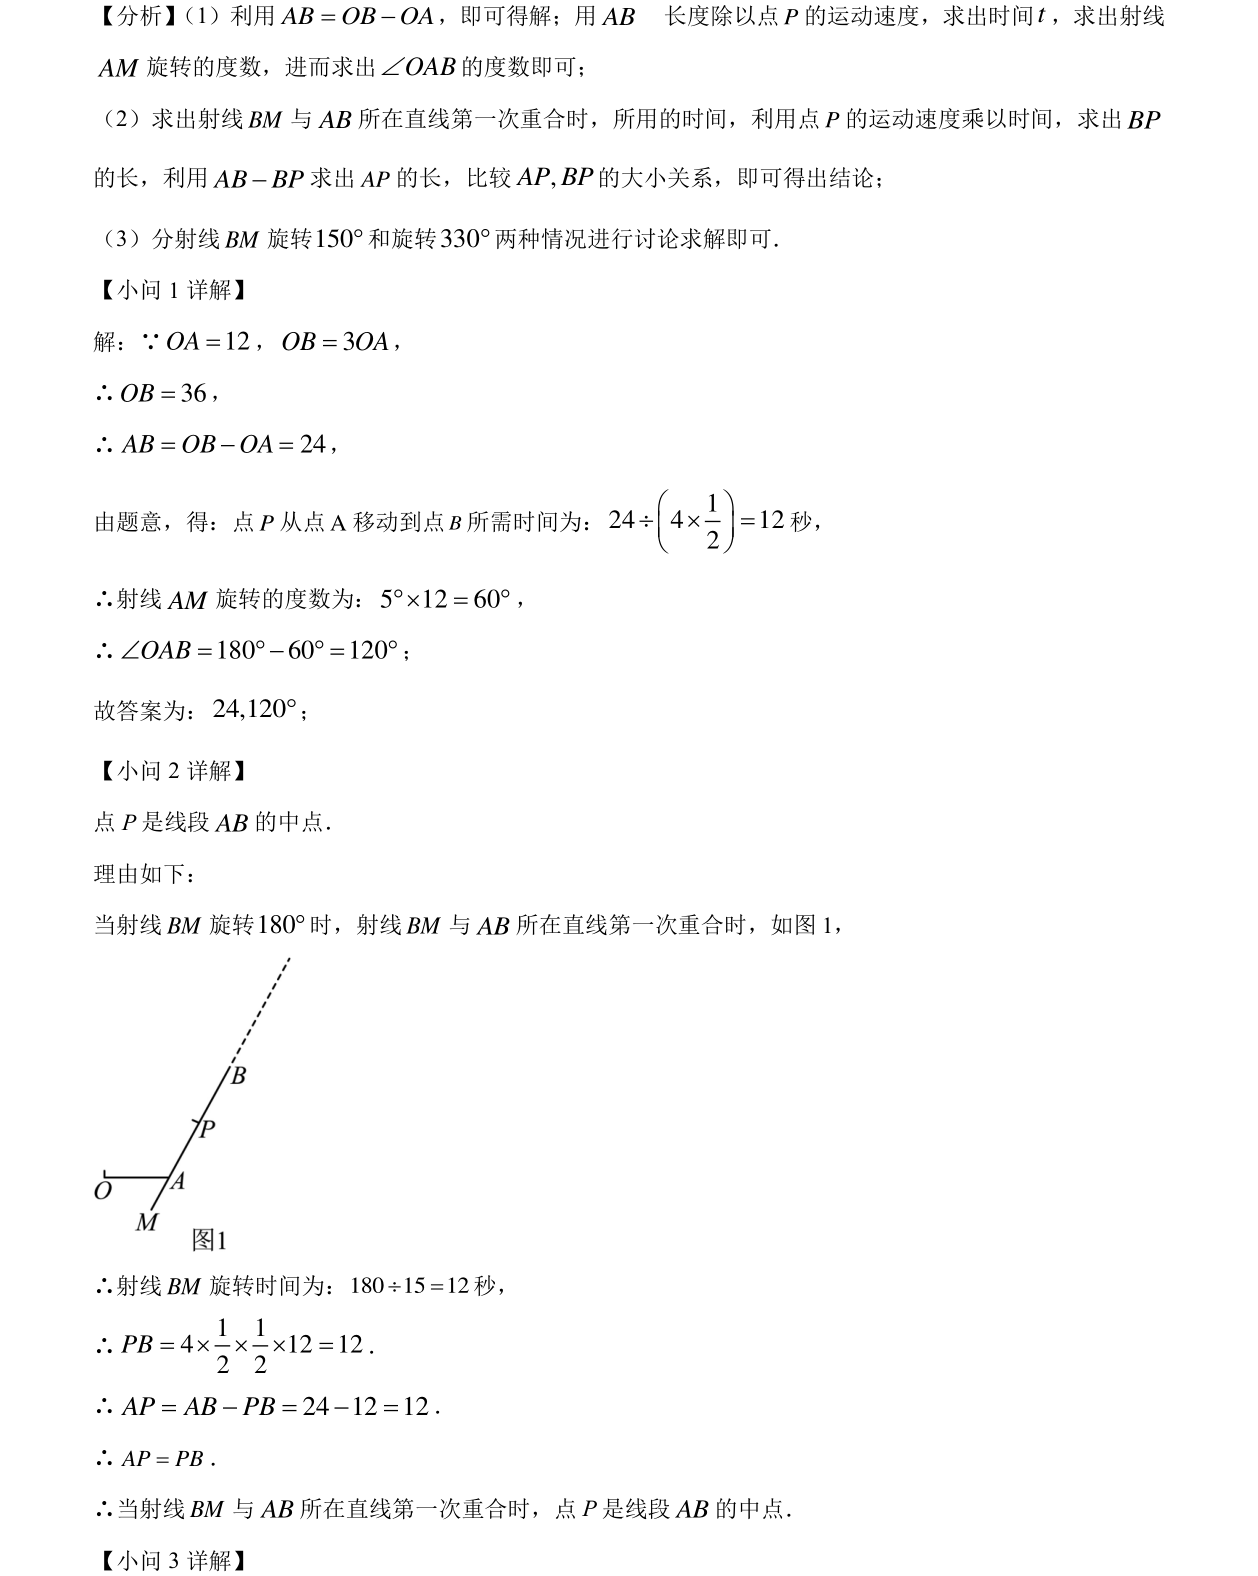 【分析】（1）利用 AB = OB − OA，即可得解；用 AB 长度除以点 P 的运动速度，求出时间 t，求出射线
AM 旋转的度数，进而求出 ∠OAB 的度数即可；
（2）求出射线 BM 与 AB 所在直线第一次重合时，所用的时间，利用点 P 的运动速度乘以时间，求出 BP
的长，利用 AB − BP 求出 AP 的长，比较 AP, BP 的大小关系，即可得出结论；
（3）分射线 BM 旋转 150° 和旋转 330° 两种情况进行讨论求解即可．
【小问 1 详解】
解：∵ OA = 12，OB = 3OA，
∴ OB = 36，
∴ AB = OB − OA = 24，
由题意，得：点 P 从点 A 移动到点 B 所需时间为：24 ÷ (4 × 1/2) = 12 秒，
∴射线 AM 旋转的度数为：5° × 12 = 60°，
∴ ∠OAB = 180° − 60° = 120°；
故答案为：24,120°；
【小问 2 详解】
点 P 是线段 AB 的中点．
理由如下：
当射线 BM 旋转 180° 时，射线 BM 与 AB 所在直线第一次重合时，如图 1，
B
P
O
A
M
图1
∴射线 BM 旋转时间为：180 ÷ 15 = 12 秒，
∴ PB = 4 × 1/2 × 1/2 × 12 = 12．
∴ AP = AB − PB = 24 − 12 = 12．
∴ AP = PB．
∴当射线 BM 与 AB 所在直线第一次重合时，点 P 是线段 AB 的中点．
【小问 3 详解】